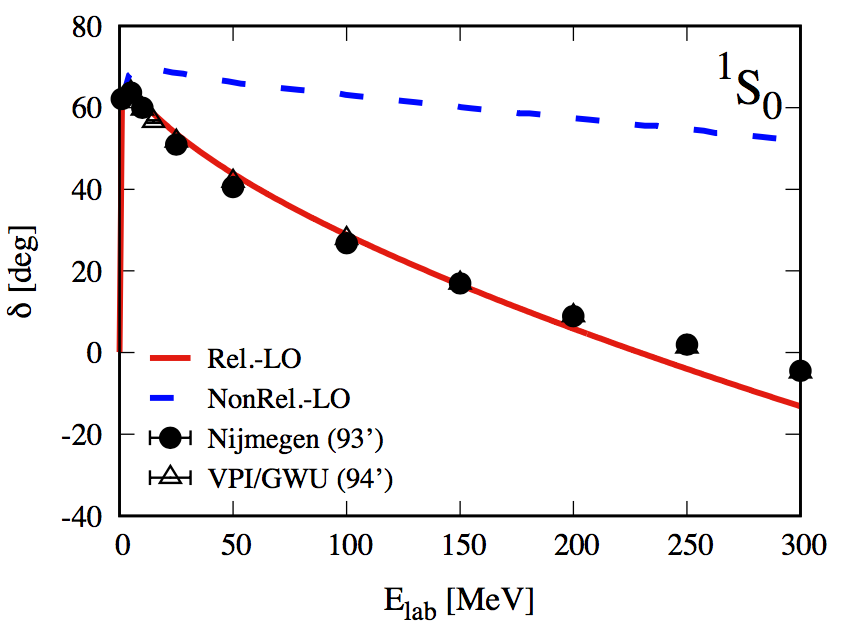 80
60
40
20
0
-20
-40
δ [deg]
¹S₀
Rel.-LO
NonRel.-LO
Nijmegen (93’)
VPI/GWU (94’)
0 50 100 150 200 250 300
E_lab [MeV]